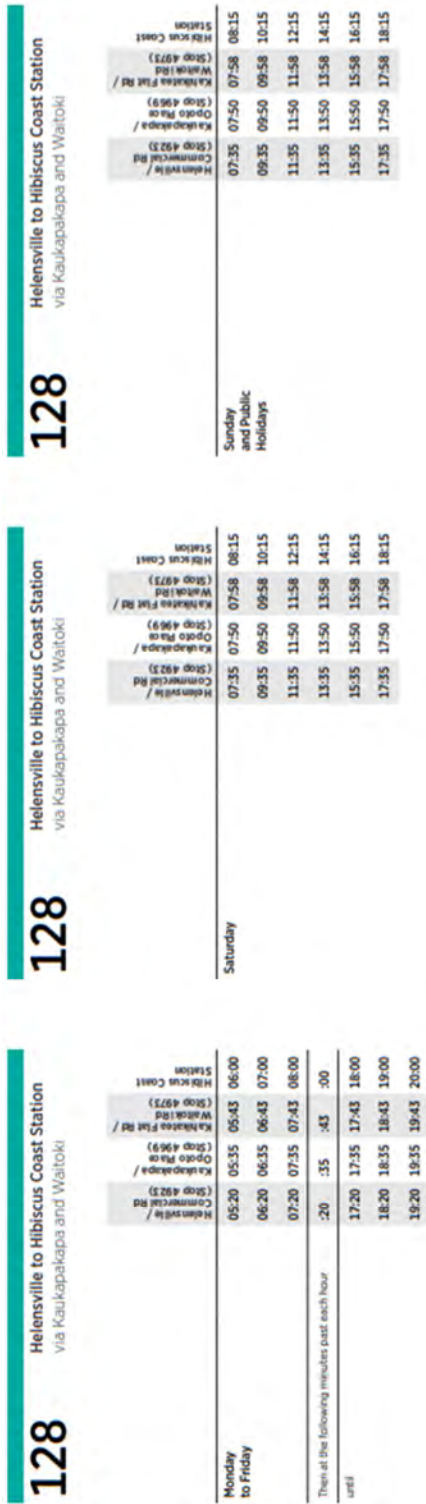 128
Helensville to Hibiscus Coast Station
via Kaukapakapa and Waitoki
Helensville /
Commercial Rd
(Stop 4923)
Kaukapakapa /
Opoto Place
(Stop 4969)
Kahikatea Flat Rd /
Waitoki Rd
(Stop 4973)
Hibiscus Coast
Station
Monday
to Friday
05:20 05:35 05:43 06:00
06:20 06:35 06:43 07:00
07:20 07:35 07:43 08:00
Then at the following minutes past each hour :20 :35 :43 :00
until 17:20 17:35 17:43 18:00
18:20 18:35 18:43 19:00
19:20 19:35 19:43 20:00
128
Helensville to Hibiscus Coast Station
via Kaukapakapa and Waitoki
Helensville /
Commercial Rd
(Stop 4923)
Kaukapakapa /
Opoto Place
(Stop 4969)
Kahikatea Flat Rd /
Waitoki Rd
(Stop 4973)
Hibiscus Coast
Station
Saturday 07:35 07:50 07:58 08:15
09:35 09:50 09:58 10:15
11:35 11:50 11:58 12:15
13:35 13:50 13:58 14:15
15:35 15:50 15:58 16:15
17:35 17:50 17:58 18:15
128
Helensville to Hibiscus Coast Station
via Kaukapakapa and Waitoki
Helensville /
Commercial Rd
(Stop 4923)
Kaukapakapa /
Opoto Place
(Stop 4969)
Kahikatea Flat Rd /
Waitoki Rd
(Stop 4973)
Hibiscus Coast
Station
Sunday
and Public
Holidays
07:35 07:50 07:58 08:15
09:35 09:50 09:58 10:15
11:35 11:50 11:58 12:15
13:35 13:50 13:58 14:15
15:35 15:50 15:58 16:15
17:35 17:50 17:58 18:15